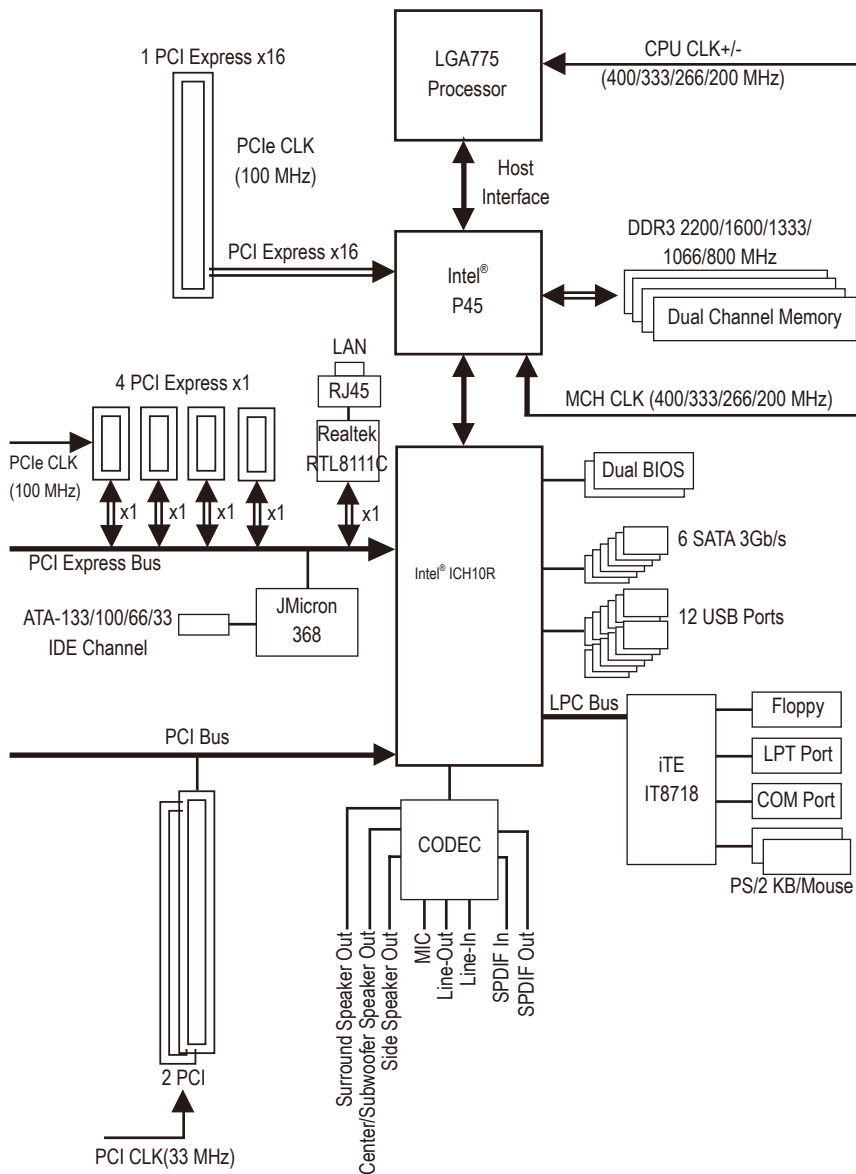 1 PCI Express x16
LGA775
Processor
CPU CLK+/-
(400/333/266/200 MHz)
PCIe CLK
(100 MHz)
Host
Interface
PCI Express x16
Intel® 
P45
DDR3 2200/1600/1333/
1066/800 MHz
Dual Channel Memory
LAN
RJ45
4 PCI Express x1
MCH CLK (400/333/266/200 MHz)
Realtek
RTL8111C
PCIe CLK
(100 MHz)
x1
x1
x1
x1
x1
Dual BIOS
PCI Express Bus
Intel® ICH10R
6 SATA 3Gb/s
ATA-133/100/66/33
IDE Channel
JMicron
368
12 USB Ports
LPC Bus
PCI Bus
iTE
IT8718
Floppy
LPT Port
COM Port
PS/2 KB/Mouse
CODEC
Surround Speaker Out
Center/Subwoofer Speaker Out
Side Speaker Out
MIC
Line-Out
Line-In
SPDIF In
SPDIF Out
2 PCI
PCI CLK(33 MHz)